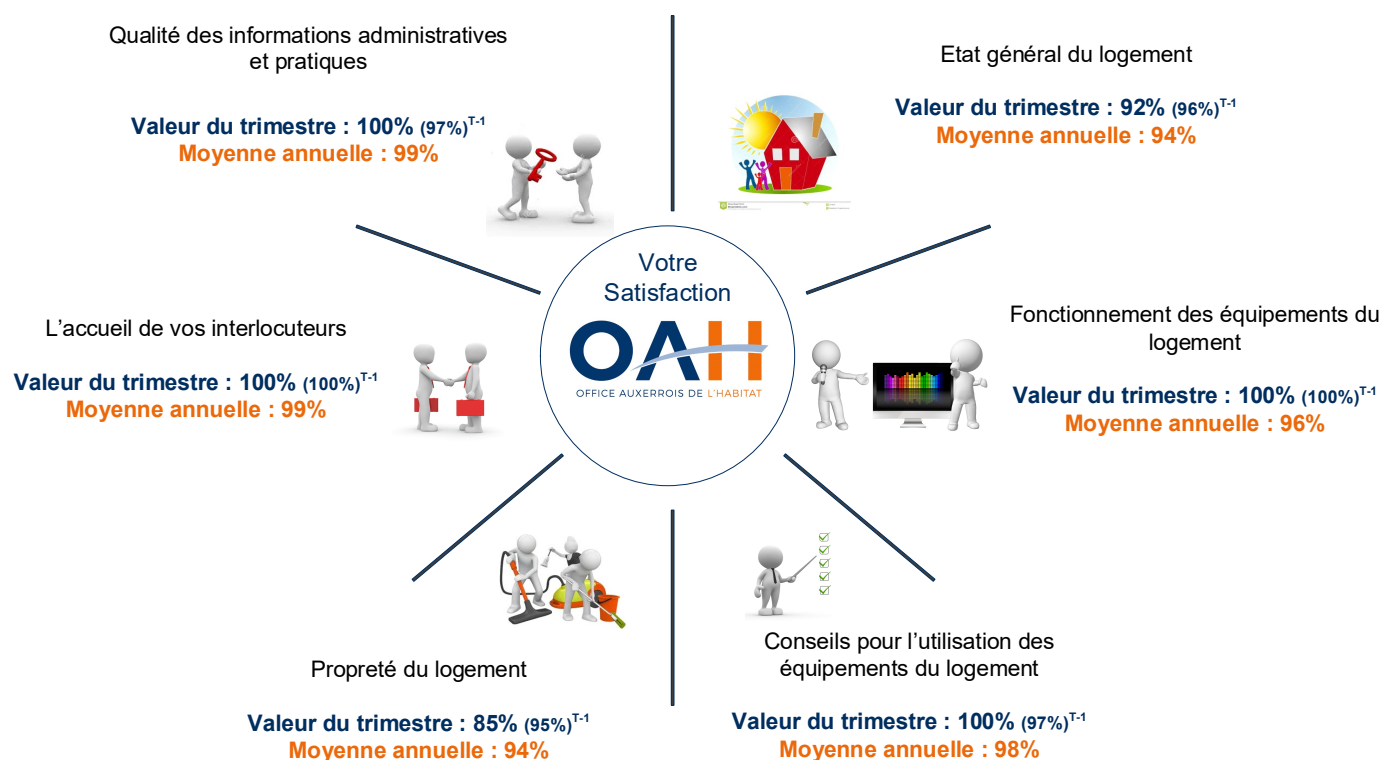 Qualité des informations administratives
et pratiques
Valeur du trimestre : 100% (97%)T-1
Moyenne annuelle : 99%
Etat général du logement
Valeur du trimestre : 92% (96%)T-1
Moyenne annuelle : 94%
Votre
Satisfaction
OAH
OFFICE AUXERROIS DE L'HABITAT
L'accueil de vos interlocuteurs
Valeur du trimestre : 100% (100%)T-1
Moyenne annuelle : 99%
Fonctionnement des équipements du
logement
Valeur du trimestre : 100% (100%)T-1
Moyenne annuelle : 96%
Propreté du logement
Valeur du trimestre : 85% (95%)T-1
Moyenne annuelle : 94%
Conseils pour l'utilisation des
équipements du logement
Valeur du trimestre : 100% (97%)T-1
Moyenne annuelle : 98%